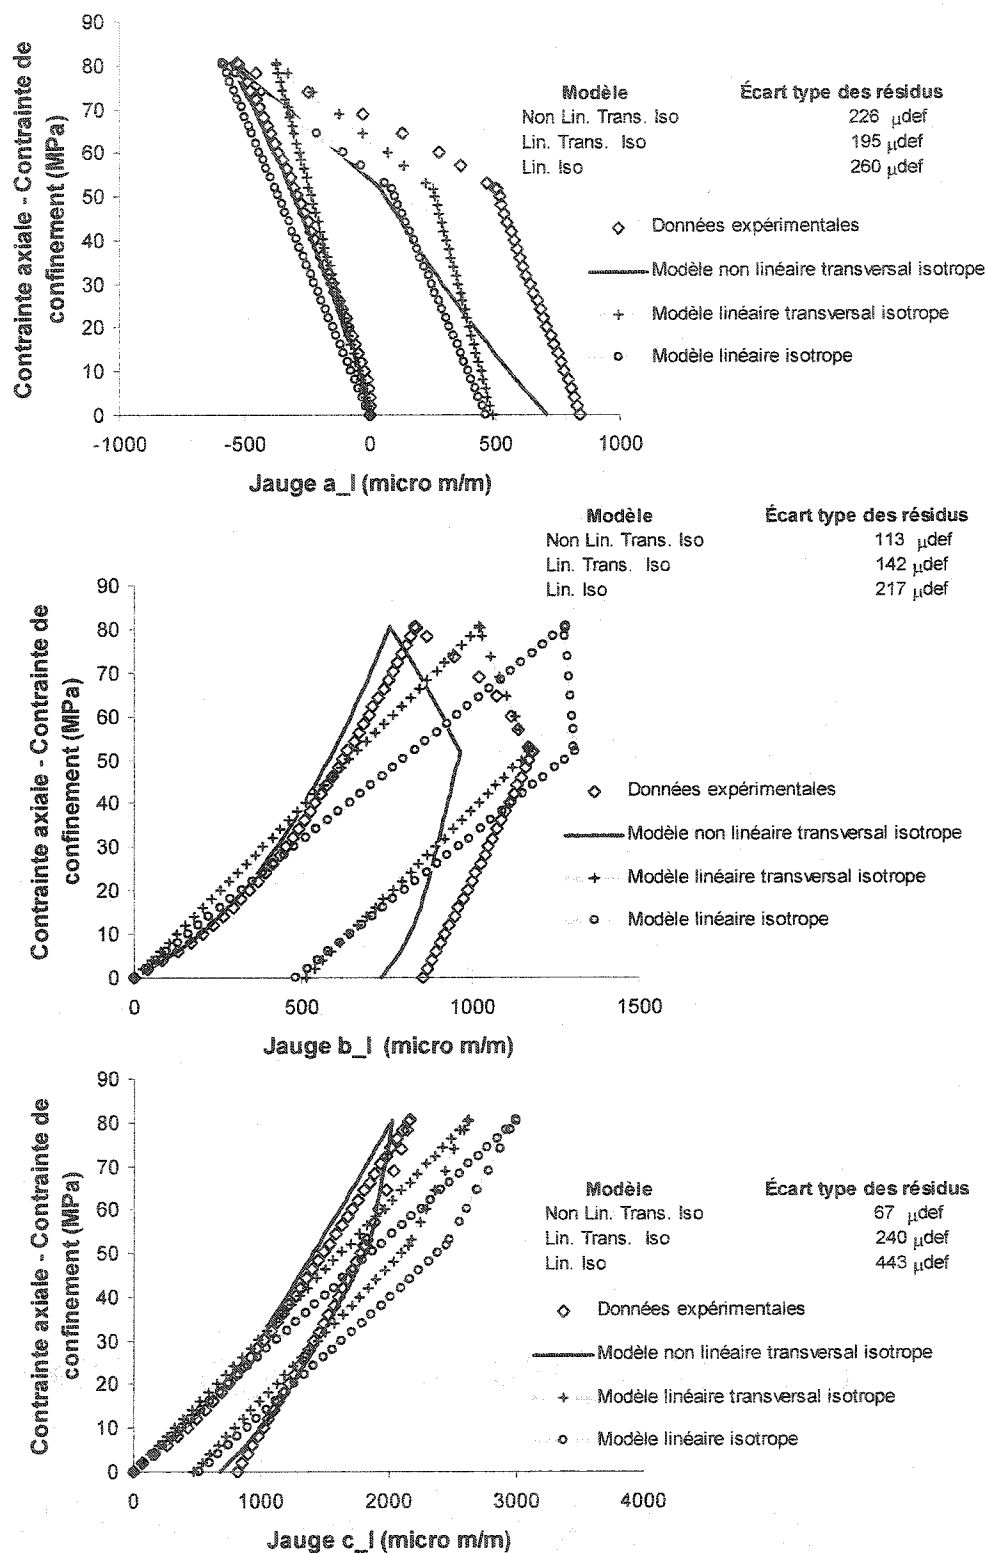 Contrainte axiale - Contrainte de
confinement (MPa)
90
80
70
60
50
40
30
20
10
0
-1000
-500
0
500
1000
Jauge a_l (micro m/m)
Modèle Écart type des résidus
Non Lin. Trans. Iso 226 µdef
Lin. Trans. Iso 195 µdef
Lin. Iso 260 µdef
Données expérimentales
Modèle non linéaire transversal isotrope
Modèle linéaire transversal isotrope
Modèle linéaire isotrope
Modèle Écart type des résidus
Non Lin. Trans. Iso 113 µdef
Lin. Trans. Iso 142 µdef
Lin. Iso 217 µdef
Contrainte axiale - Contrainte de
confinement (MPa)
90
80
70
60
50
40
30
20
10
0
0
500
1000
1500
Jauge b_l (micro m/m)
Données expérimentales
Modèle non linéaire transversal isotrope
Modèle linéaire transversal isotrope
Modèle linéaire isotrope
Contrainte axiale - Contrainte de
confinement (MPa)
90
80
70
60
50
40
30
20
10
0
0
1000
2000
3000
4000
Jauge c_l (micro m/m)
Modèle Écart type des résidus
Non Lin. Trans. Iso 67 µdef
Lin. Trans. Iso 240 µdef
Lin. Iso 443 µdef
Données expérimentales
Modèle non linéaire transversal isotrope
Modèle linéaire transversal isotrope
Modèle linéaire isotrope